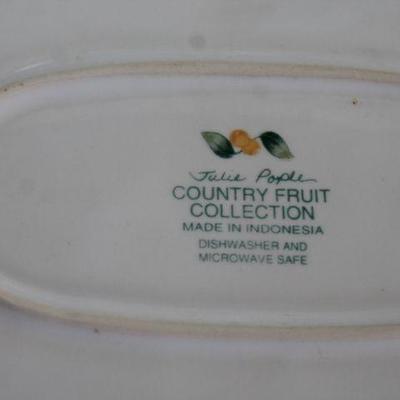 Julie Pople
COUNTRY FRUIT
COLLECTION
MADE IN INDONESIA
DISHWASHER AND
MICROWAVE SAFE